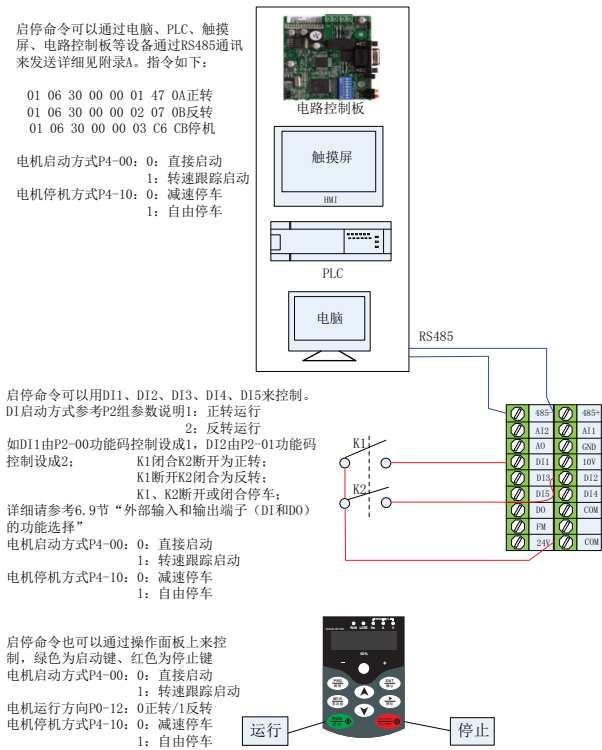 启停命令可以通过电脑、PLC、触摸
屏、电路控制板等设备通过RS485通讯
来发送详细见附录A。指令如下:
01 06 30 00 00 01 47 0A正转
01 06 30 00 00 02 07 0B反转
01 06 30 00 00 03 C6 CB停机
电机启动方式P4-00: 0: 直接启动
1: 转速跟踪启动
电机停机方式P4-10: 0: 减速停车
1: 自由停车
电路控制板
触摸屏
HMI
PLC
电脑
RS485
启停命令可以用DI1、DI2、DI3、DI4、DI5来控制。
DI启动方式参考P2组参数说明1: 正转运行
2: 反转运行
如DI1由P2-00功能码控制设成1, DI2由P2-01功能码
控制设成2; K1闭合K2断开为正转;
K1断开K2闭合为反转;
K1、K2断开或闭合停车;
详细请参考6.9节“外部输入和输出端子（DI和DO）
的功能选择”
电机启动方式P4-00: 0: 直接启动
1: 转速跟踪启动
电机停机方式P4-10: 0: 减速停车
1: 自由停车
K1
K2
485- 485+
AI2 AI1
AO GND
DI1 10V
DI3 DI2
DI5 DI4
DO COM
FM
24V COM
启停命令也可以通过操作面板上来控
制, 绿色为启动键、红色为停止键
电机启动方式P4-00: 0: 直接启动
1: 转速跟踪启动
电机运行方向P0-12: 0正转/1反转
电机停机方式P4-10: 0: 减速停车
1: 自由停车
运行
停止